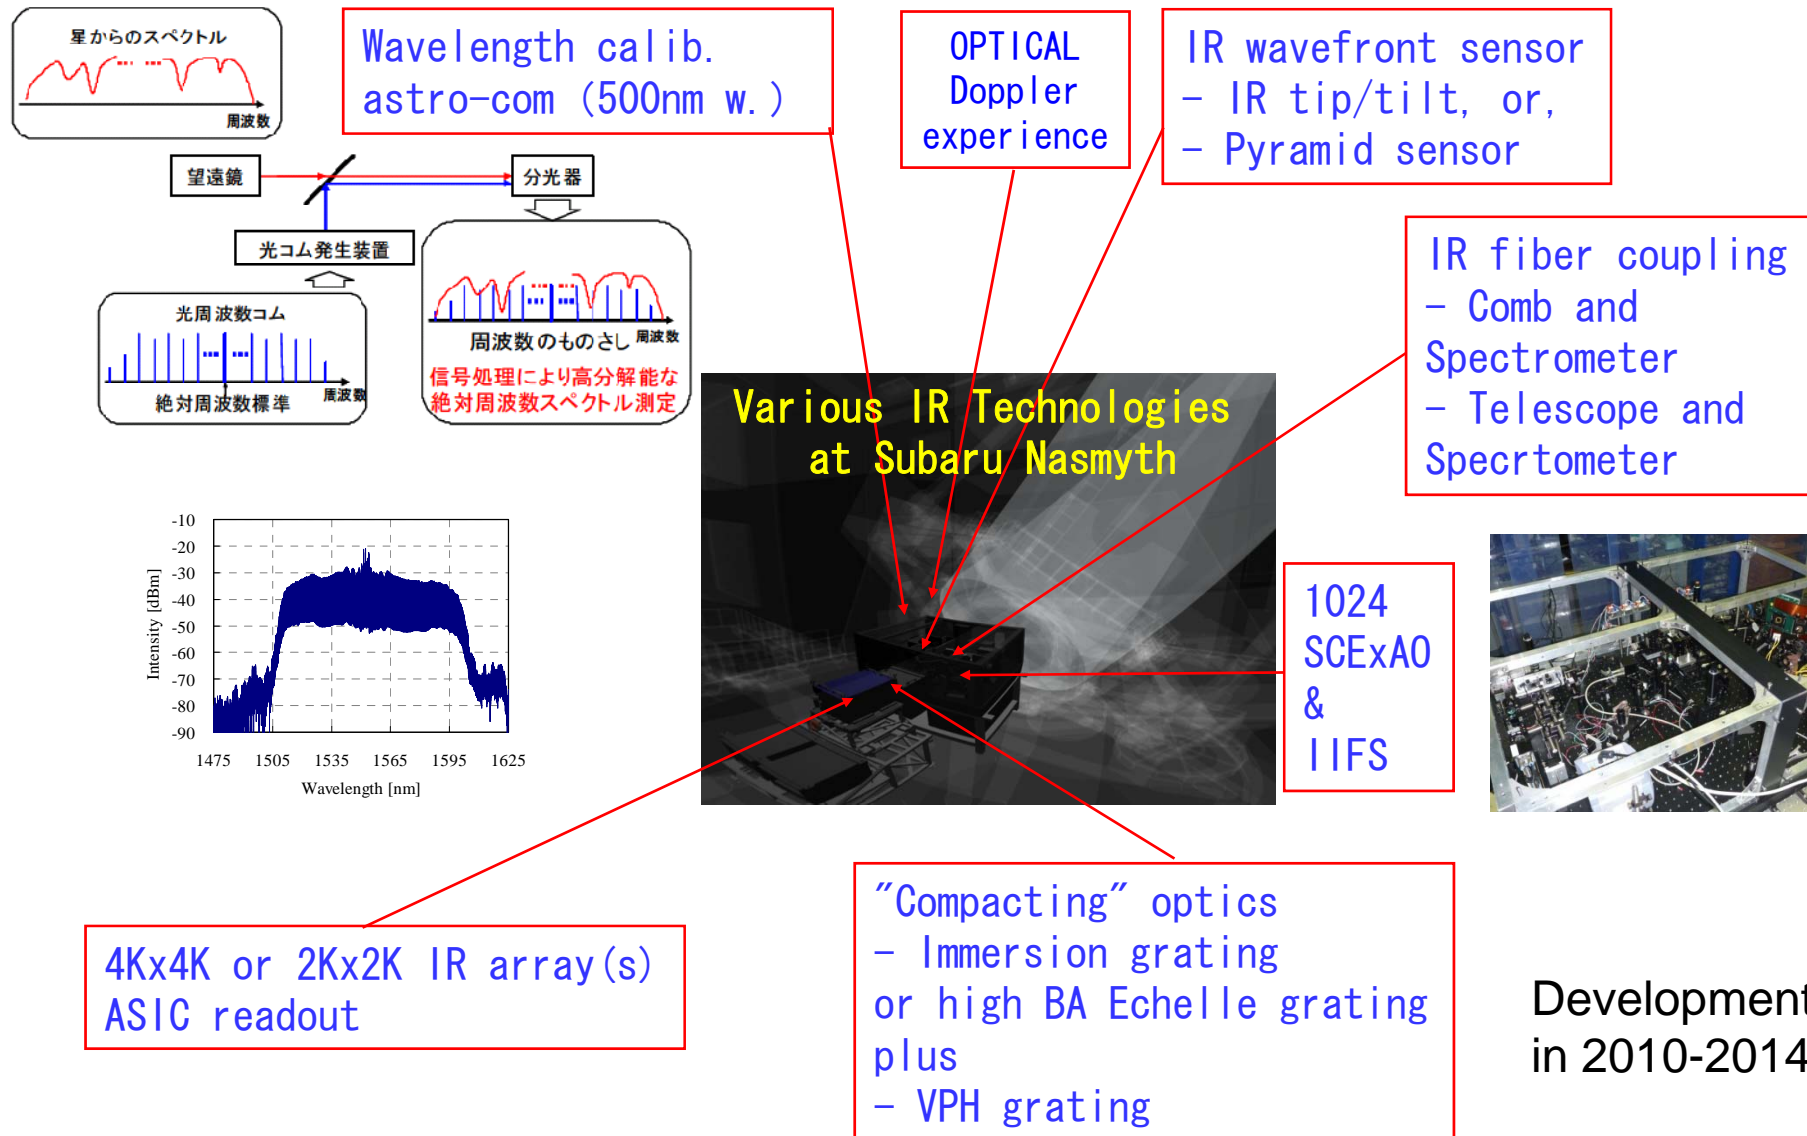 星からのスペクトル
周波数
Wavelength calib.
astro-com (500nm w.)
OPTICAL
Doppler
experience
IR wavefront sensor
- IR tip/tilt, or,
- Pyramid sensor
望遠鏡
分光器
光コム発生装置
光周波数コム
周波数
絶対周波数標準
周波数のものさし
周波数
信号処理により高分解能な
絶対周波数スペクトル測定
IR fiber coupling
- Comb and
Spectrometer
- Telescope and
Specrtometer
Various IR Technologies
at Subaru Nasmyth
-10
-20
-30
-40
-50
-60
-70
-80
-90
Intensity [dBm]
1475 1505 1535 1565 1595 1625
Wavelength [nm]
1024
SCExAO
&
IIFS
4Kx4K or 2Kx2K IR array(s)
ASIC readout
"Compacting" optics
- Immersion grating
or high BA Echelle grating
plus
- VPH grating
Development
in 2010-2014